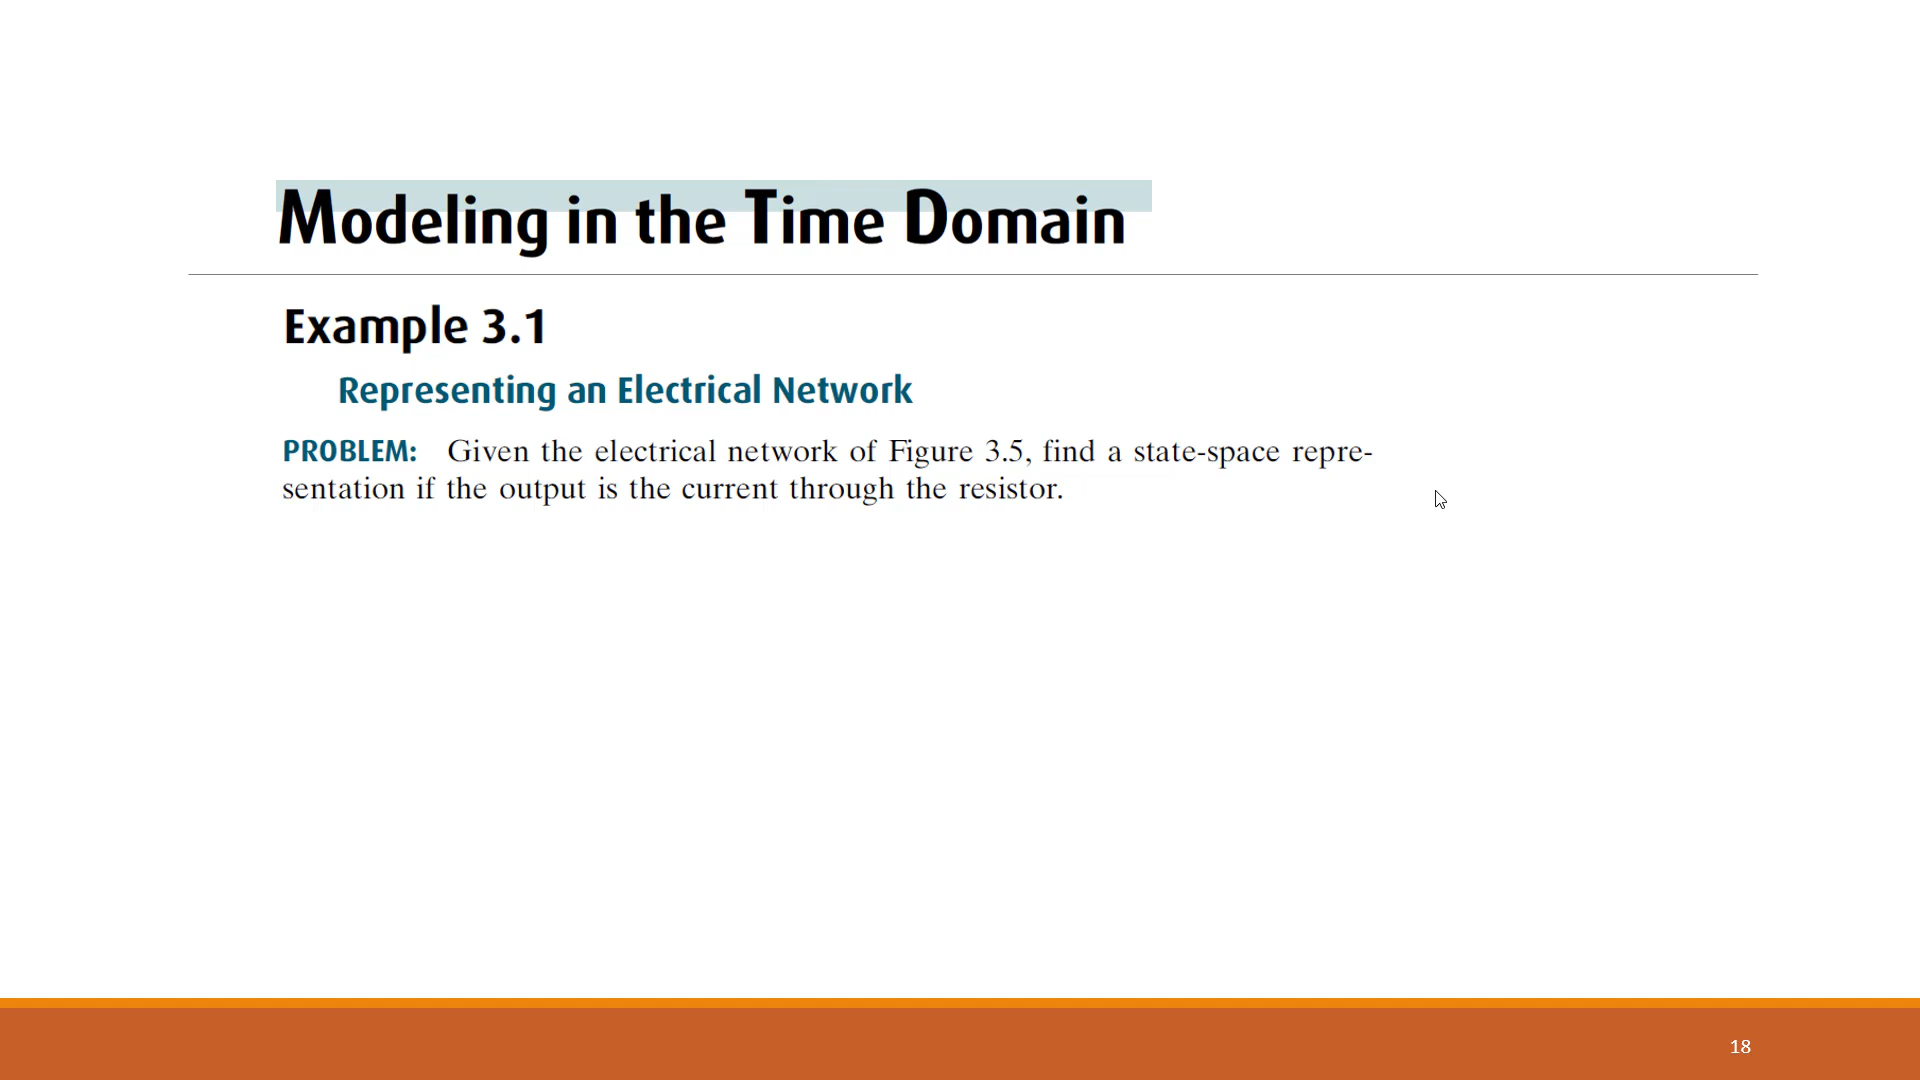 Modeling in the Time Domain
Example 3.1
Representing an Electrical Network
PROBLEM: Given the electrical network of Figure 3.5, find a state-space repre-
sentation if the output is the current through the resistor.
18